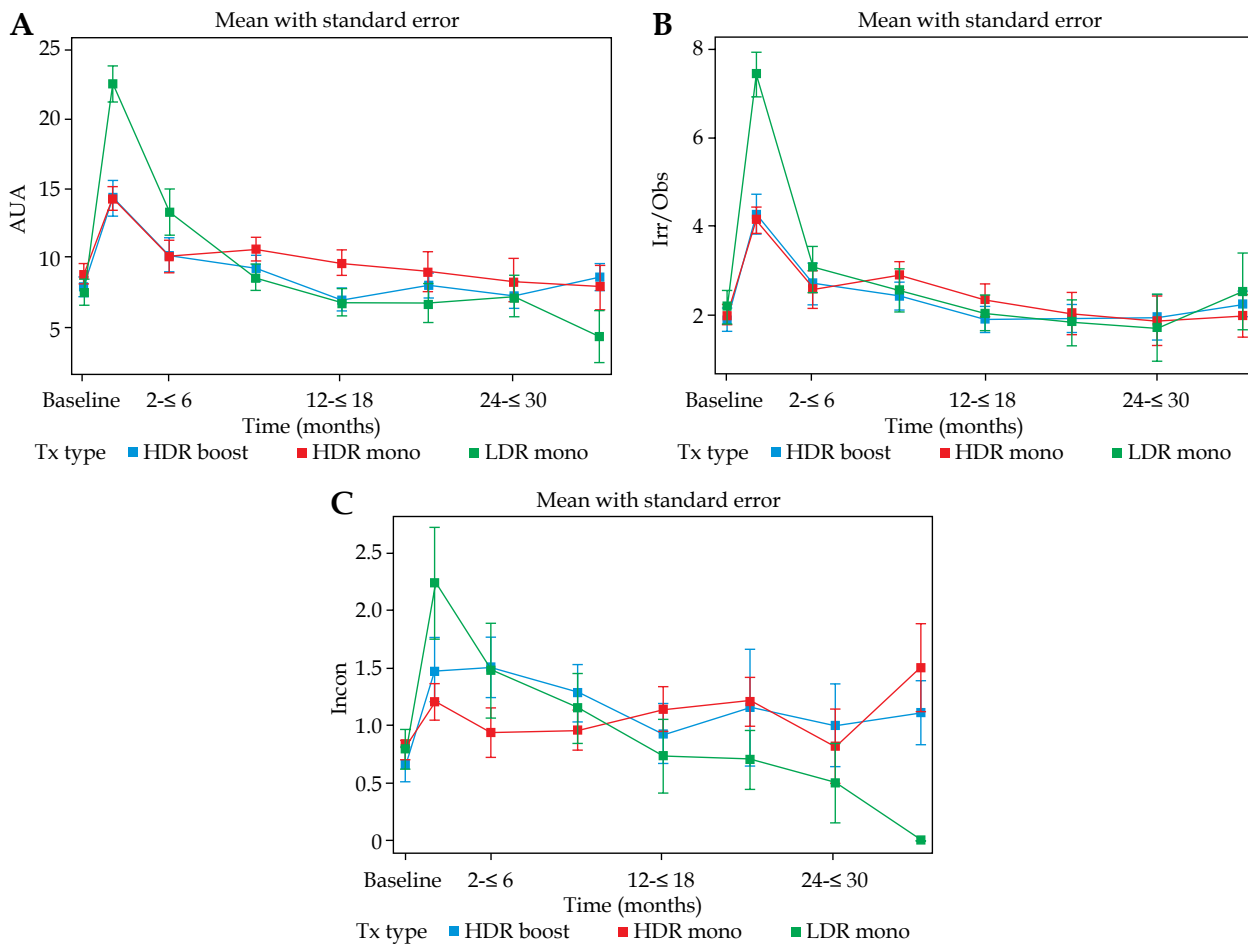 A
Mean with standard error
AUA
25
20
15
10
5
Baseline 2-≤ 6 12-≤ 18 24-≤ 30
Time (months)
Tx type HDR boost HDR mono LDR mono
B
Mean with standard error
Irr/Obs
8
6
4
2
Baseline 2-≤ 6 12-≤ 18 24-≤ 30
Time (months)
Tx type HDR boost HDR mono LDR mono
C
Mean with standard error
Incon
2.5
2.0
1.5
1.0
0.5
0
Baseline 2-≤ 6 12-≤ 18 24-≤ 30
Time (months)
Tx type HDR boost HDR mono LDR mono